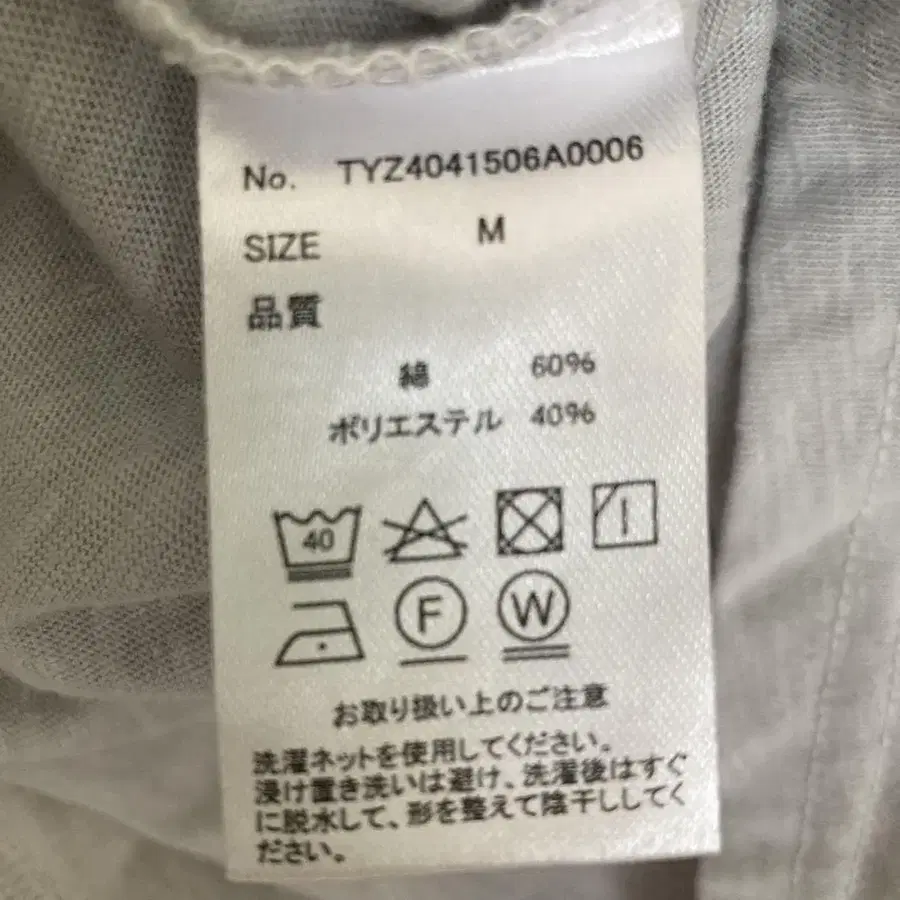 No. TYZ4041506A0006
SIZE M
品質
綿 60%
ポリエステル 40%
40
F W
お取り扱い上のご注意
洗濯ネットを使用してください。
浸け置き洗いは避け、洗濯後はすぐ
に脱水して、形を整えて陰干ししてく
ださい。